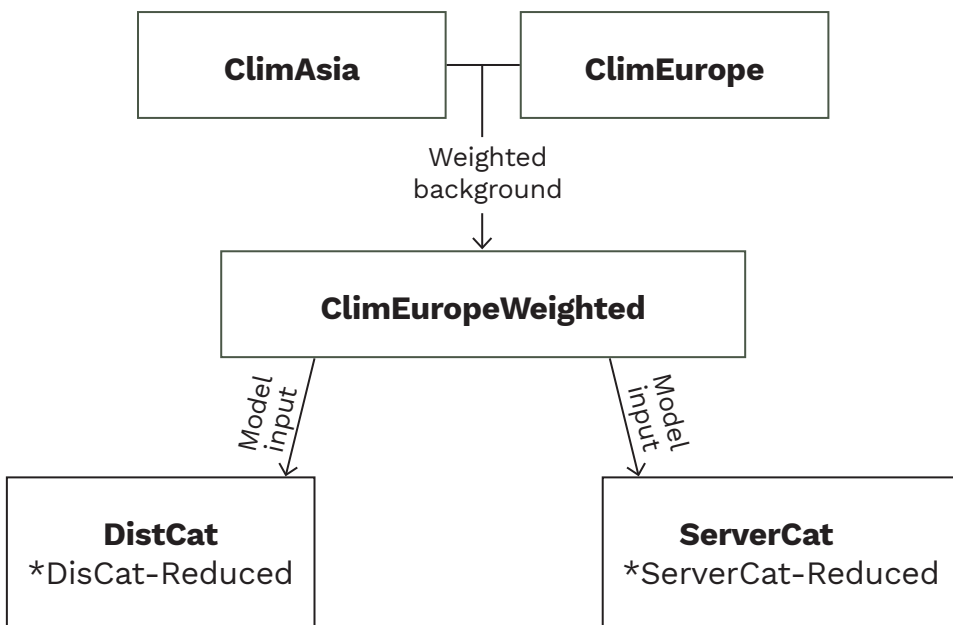 ClimAsia
ClimEurope
Weighted
background
ClimEuropeWeighted
Model
input
Model
input
DistCat
*DisCat-Reduced
ServerCat
*ServerCat-Reduced